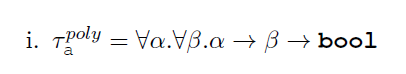 i. τ_a^{poly} = ∀α.∀β.α → β → bool